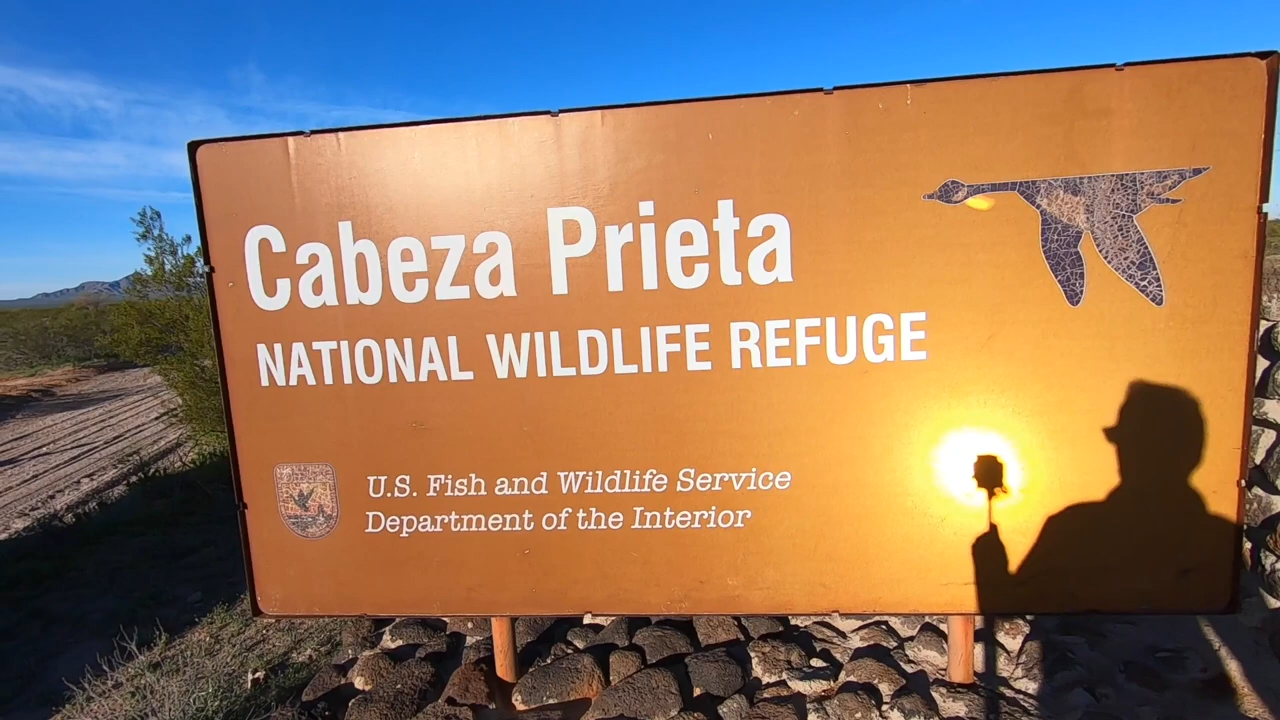 Cabeza Prieta
NATIONAL WILDLIFE REFUGE
U.S. Fish and Wildlife Service
Department of the Interior